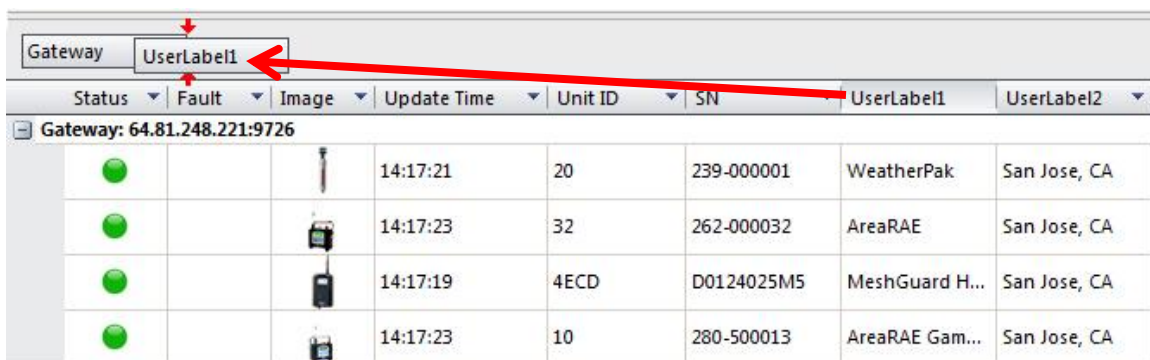 Gateway UserLabel1
Status Fault Image Update Time Unit ID SN UserLabel1 UserLabel2
Gateway: 64.81.248.221:9726
14:17:21 20 239-000001 WeatherPak San Jose, CA
14:17:23 32 262-000032 AreaRAE San Jose, CA
14:17:19 4ECD D0124025M5 MeshGuard H... San Jose, CA
14:17:23 10 280-500013 AreaRAE Gam... San Jose, CA